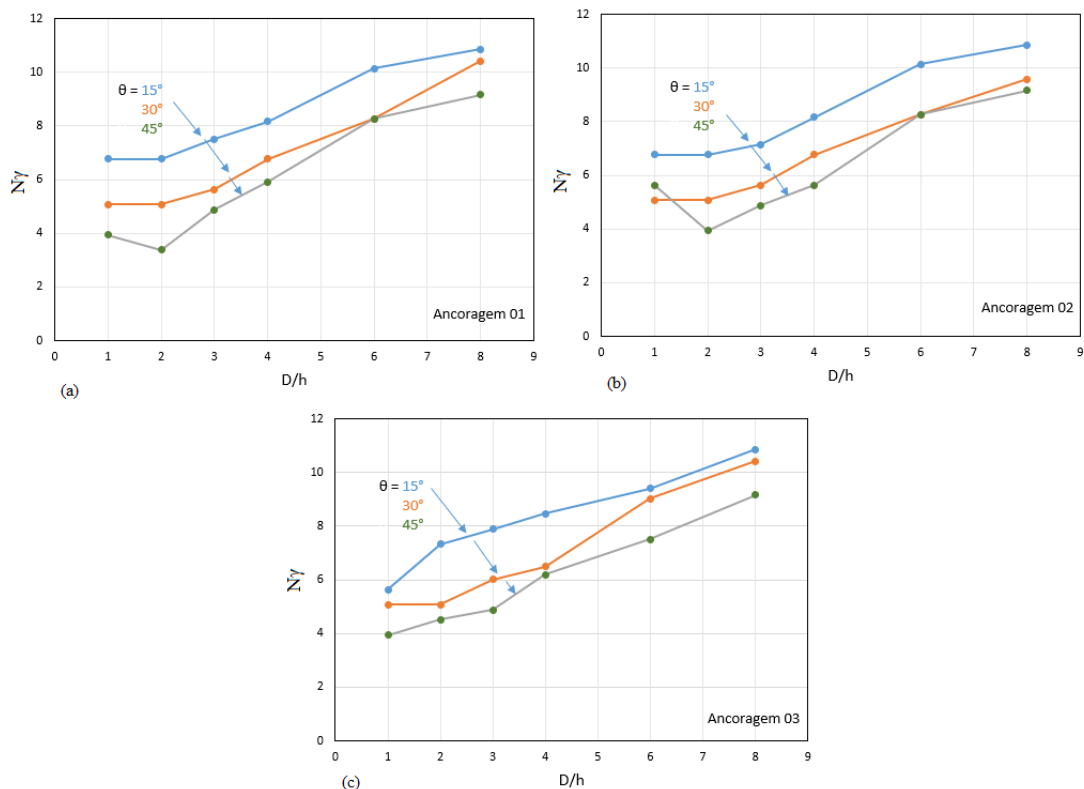 12
10
8
6
4
2
0
Nγ
θ = 15°
30°
45°
Ancoragem 01
0 1 2 3 4 5 6 7 8 9
D/h
(a)
12
10
8
6
4
2
0
Nγ
θ = 15°
30°
45°
Ancoragem 02
0 1 2 3 4 5 6 7 8 9
D/h
(b)
12
10
8
6
4
2
0
Nγ
θ = 15°
30°
45°
Ancoragem 03
0 1 2 3 4 5 6 7 8 9
D/h
(c)